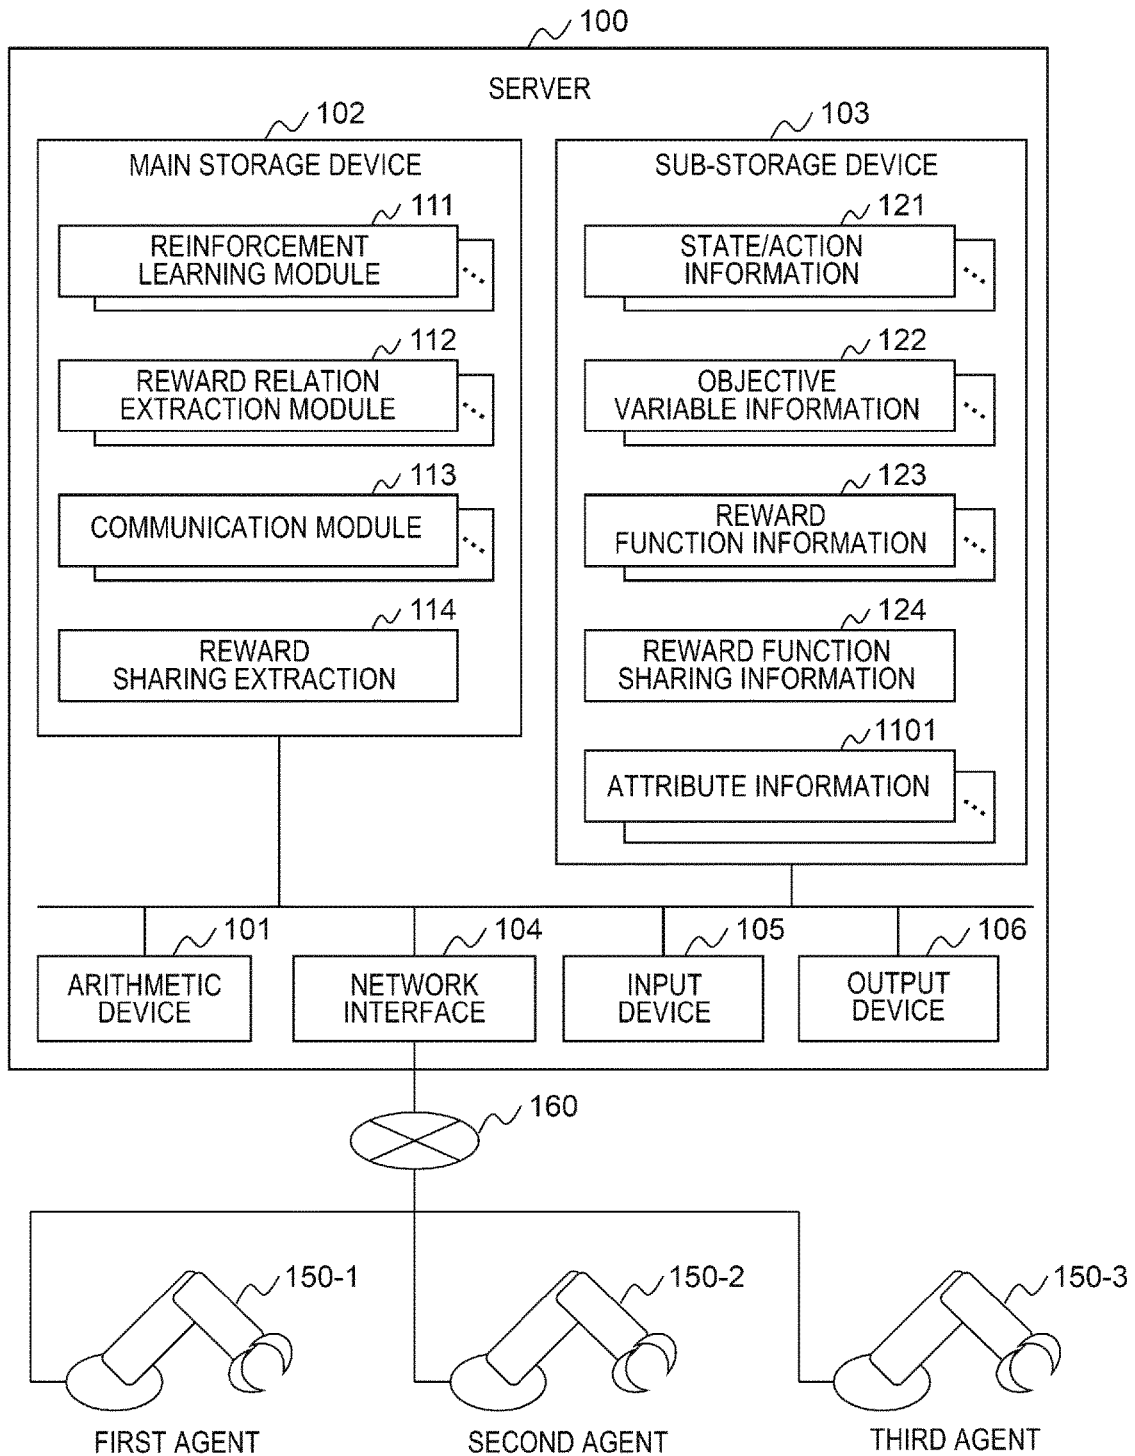 100
SERVER
102
MAIN STORAGE DEVICE
111
REINFORCEMENT
LEARNING MODULE
112
REWARD RELATION
EXTRACTION MODULE
113
COMMUNICATION MODULE
114
REWARD
SHARING EXTRACTION
103
SUB-STORAGE DEVICE
121
STATE/ACTION
INFORMATION
122
OBJECTIVE
VARIABLE INFORMATION
123
REWARD
FUNCTION INFORMATION
124
REWARD FUNCTION
SHARING INFORMATION
1101
ATTRIBUTE INFORMATION
101
ARITHMETIC
DEVICE
104
NETWORK
INTERFACE
105
INPUT
DEVICE
106
OUTPUT
DEVICE
160
150-1
FIRST AGENT
150-2
SECOND AGENT
150-3
THIRD AGENT